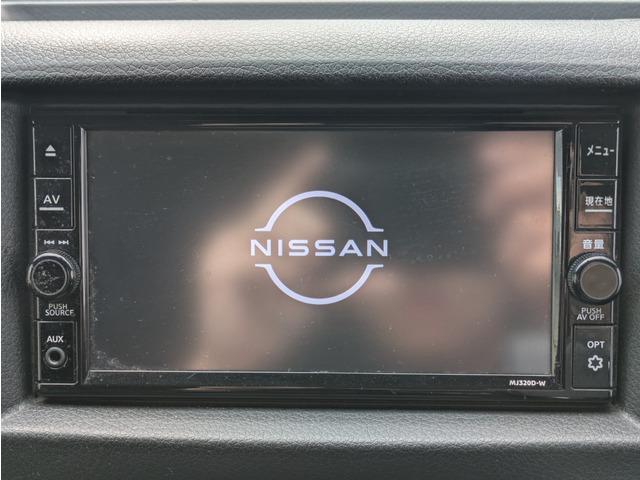 AV
PUSH
SOURCE
AUX
NISSAN
メニュー
現在地
音量
PUSH
AV OFF
OPT
MJ320D-W